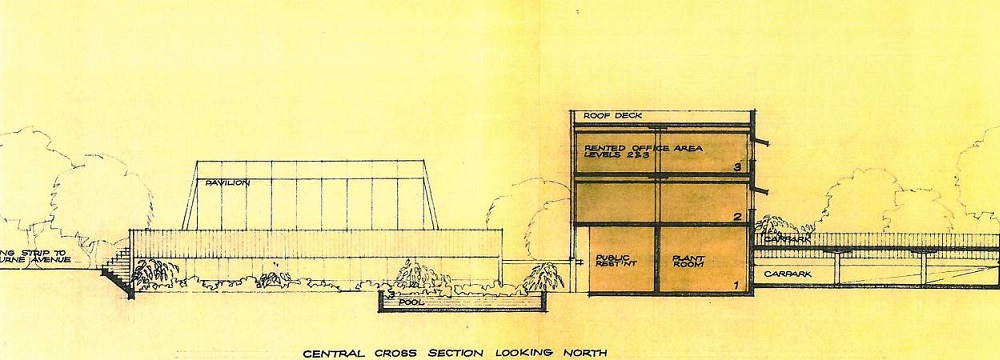 ROOF DECK
RENTED OFFICE AREA
LEVELS 2&3
3
PAVILION
2
NG STRIP TO
URNE AVENUE
PUBLIC
REST'NT
PLANT
ROOM
1
CARPARK
CARPARK
POOL
CENTRAL CROSS SECTION LOOKING NORTH